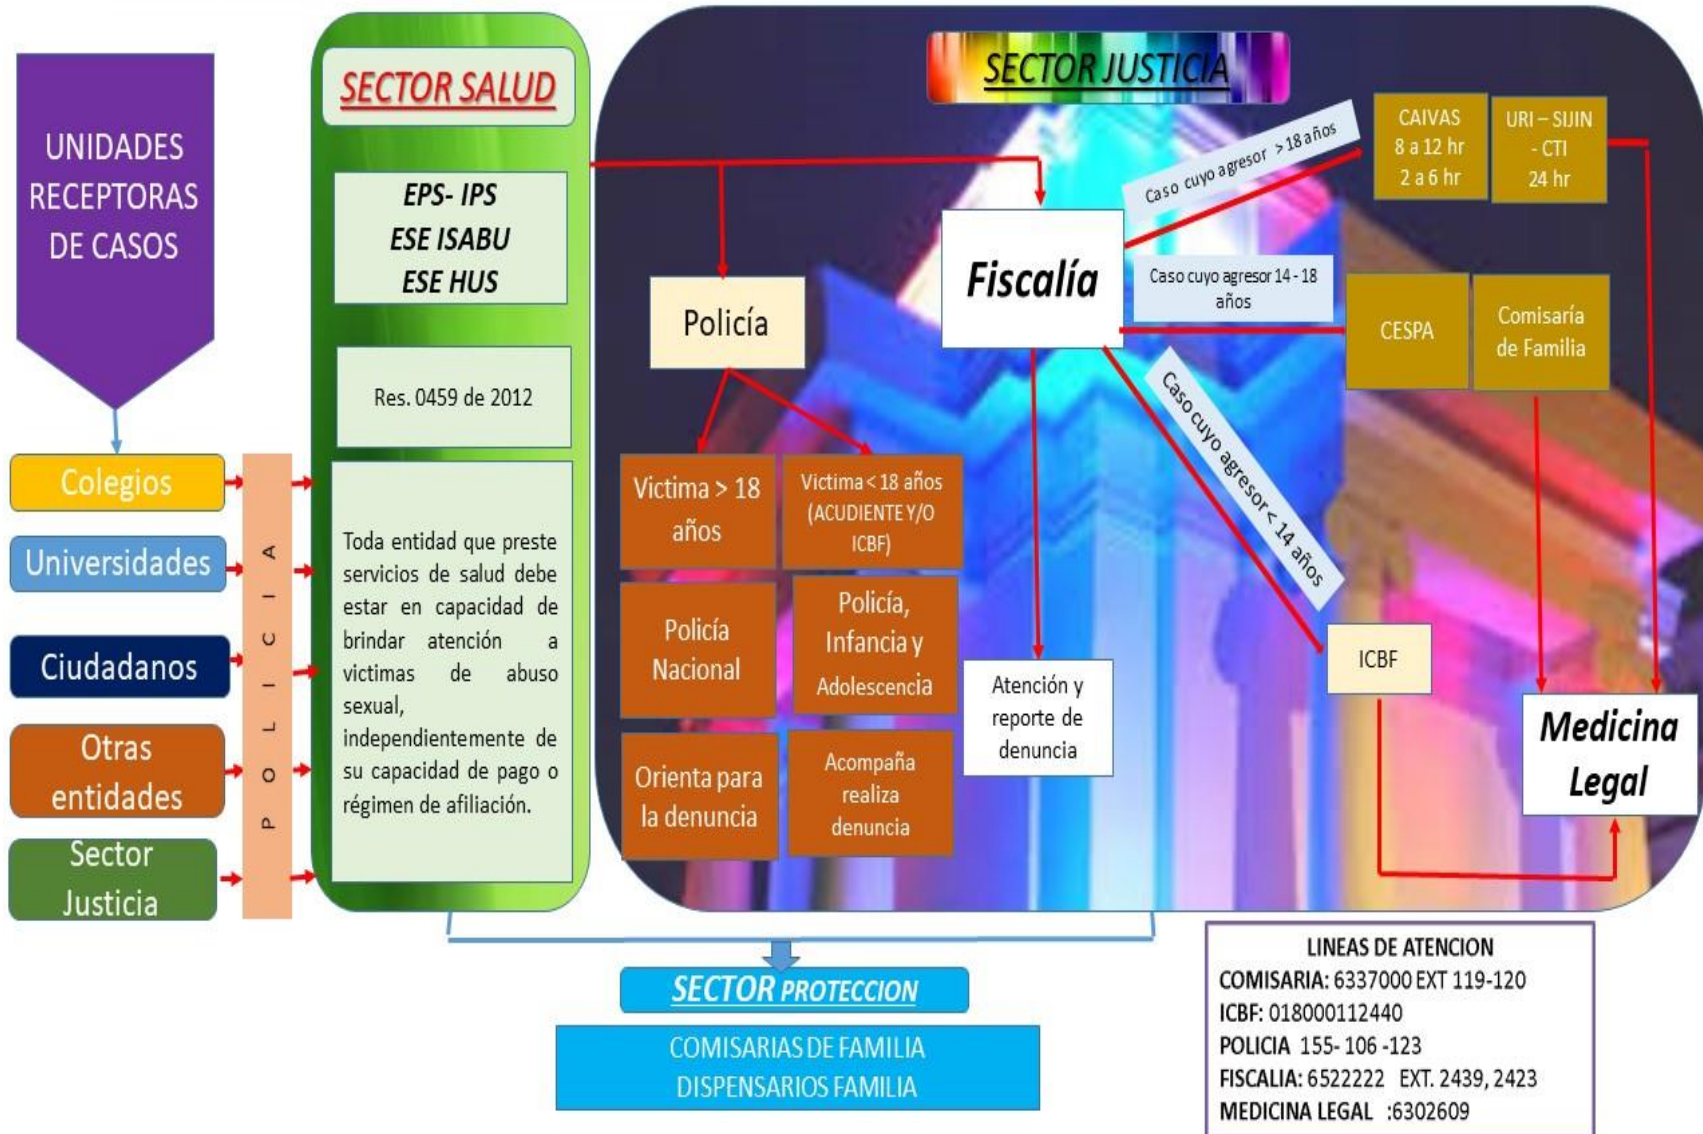 UNIDADES
RECEPTORAS
DE CASOS
Colegios
Universidades
Ciudadanos
Otras
entidades
Sector
Justicia
POLICIA
SECTOR SALUD
EPS- IPS
ESE ISABU
ESE HUS
Res. 0459 de 2012
Toda entidad que preste
servicios de salud debe
estar en capacidad de
brindar atención a
victimas de abuso
sexual,
independientemente de
su capacidad de pago o
régimen de afiliación.
SECTOR JUSTICIA
Policía
Victima > 18
años
Victima < 18 años
(ACUDIENTE Y/O
ICBF)
Policía
Nacional
Policía,
Infancia y
Adolescencia
Orienta para
la denuncia
Acompaña
realiza
denuncia
Fiscalía
Atención y
reporte de
denuncia
Caso cuyo agresor > 18 años
CAIVAS
8 a 12 hr
2 a 6 hr
URI – SIJIN
- CTI
24 hr
Caso cuyo agresor 14 - 18
años
CESPA
Comisaría
de Familia
Caso cuyo agresor < 14 años
ICBF
Medicina
Legal
SECTOR PROTECCION
COMISARIAS DE FAMILIA
DISPENSARIOS FAMILIA
LINEAS DE ATENCION
COMISARIA: 6337000 EXT 119-120
ICBF: 018000112440
POLICIA 155- 106 -123
FISCALIA: 6522222 EXT. 2439, 2423
MEDICINA LEGAL :6302609